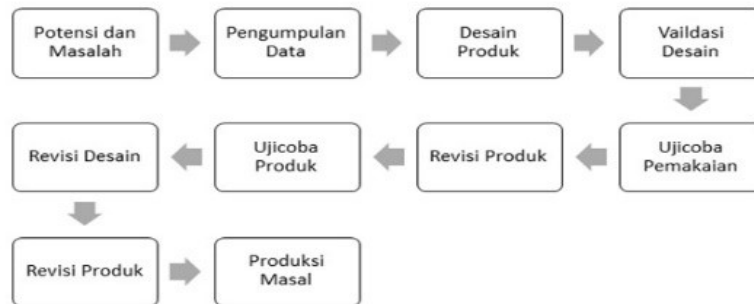 Potensi dan
Masalah
Pengumpulan
Data
Desain
Produk
Vaildasi
Desain
Ujicoba
Pemakaian
Revisi Produk
Ujicoba
Produk
Revisi Desain
Revisi Produk
Produksi
Masal